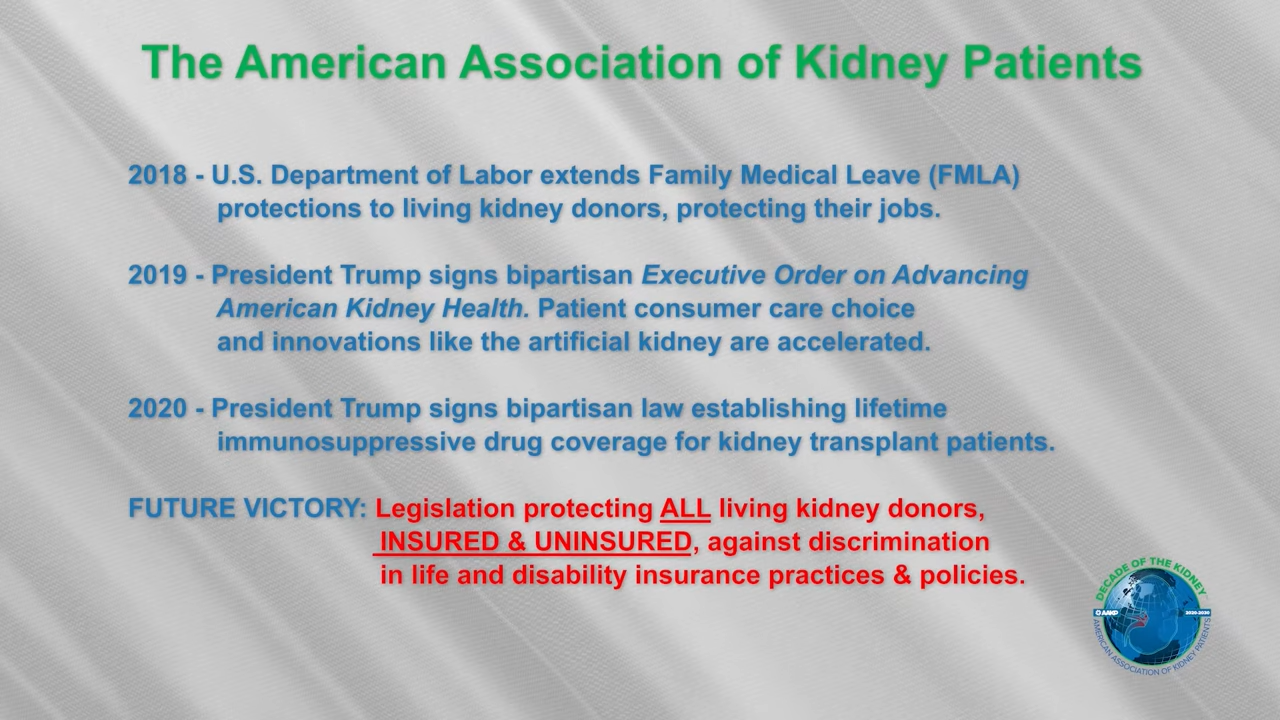 The American Association of Kidney Patients
2018 - U.S. Department of Labor extends Family Medical Leave (FMLA)
protections to living kidney donors, protecting their jobs.
2019 - President Trump signs bipartisan Executive Order on Advancing
American Kidney Health. Patient consumer care choice
and innovations like the artificial kidney are accelerated.
2020 - President Trump signs bipartisan law establishing lifetime
immunosuppressive drug coverage for kidney transplant patients.
FUTURE VICTORY: Legislation protecting ALL living kidney donors,
INSURED & UNINSURED, against discrimination
in life and disability insurance practices & policies.
DECADE OF THE KIDNEY
AAKP
2020-2030
AMERICAN ASSOCIATION OF KIDNEY PATIENTS